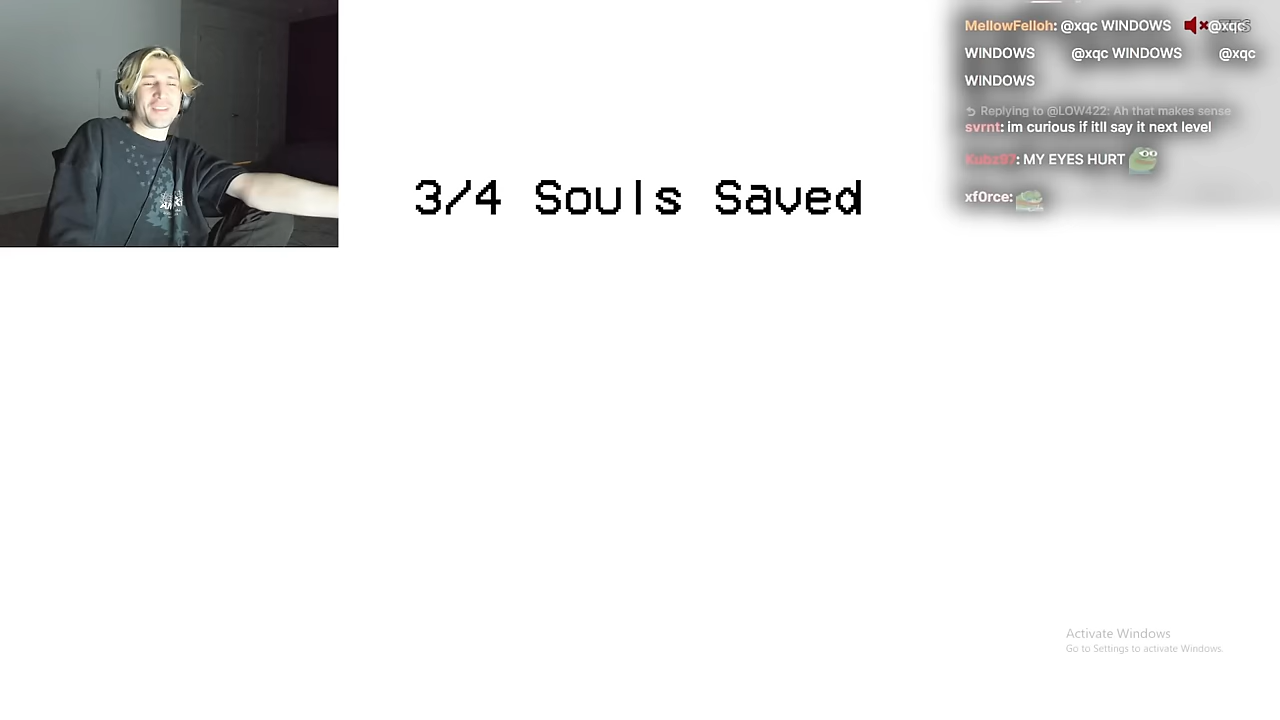 MellowFelloh: @xqc WINDOWS @xqc
WINDOWS @xqc WINDOWS @xqc
WINDOWS
Replying to @LOW422: Ah that makes sense
svrnt: im curious if itll say it next level
Kubz97: MY EYES HURT
xf0rce:
3/4 Souls Saved
Activate Windows
Go to Settings to activate Windows.